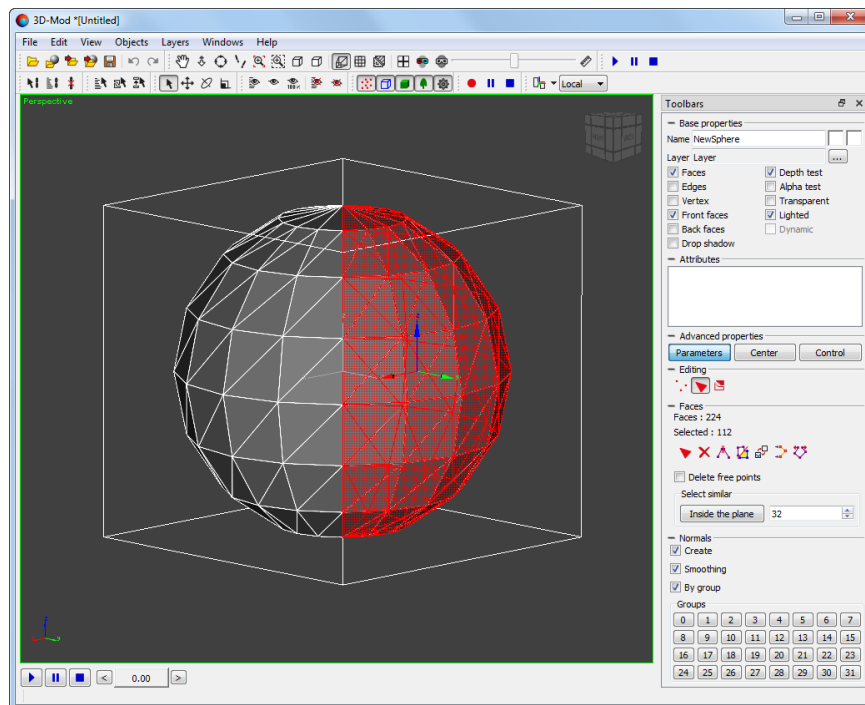 3D-Mod *[Untitled]
File Edit View Objects Layers Windows Help
100%
Local
Perspective
Toolbars
Base properties
Name NewSphere
Layer Layer ...
Faces Depth test
Edges Alpha test
Vertex Transparent
Front faces Lighted
Back faces Dynamic
Drop shadow
Attributes
Advanced properties
Parameters Center Control
Editing
Faces
Faces : 224
Selected : 112
Delete free points
Select similar
Inside the plane 32
Normals
Create
Smoothing
By group
Groups
0 1 2 3 4 5 6 7
8 9 10 11 12 13 14 15
16 17 18 19 20 21 22 23
24 25 26 27 28 29 30 31
< 0.00 >